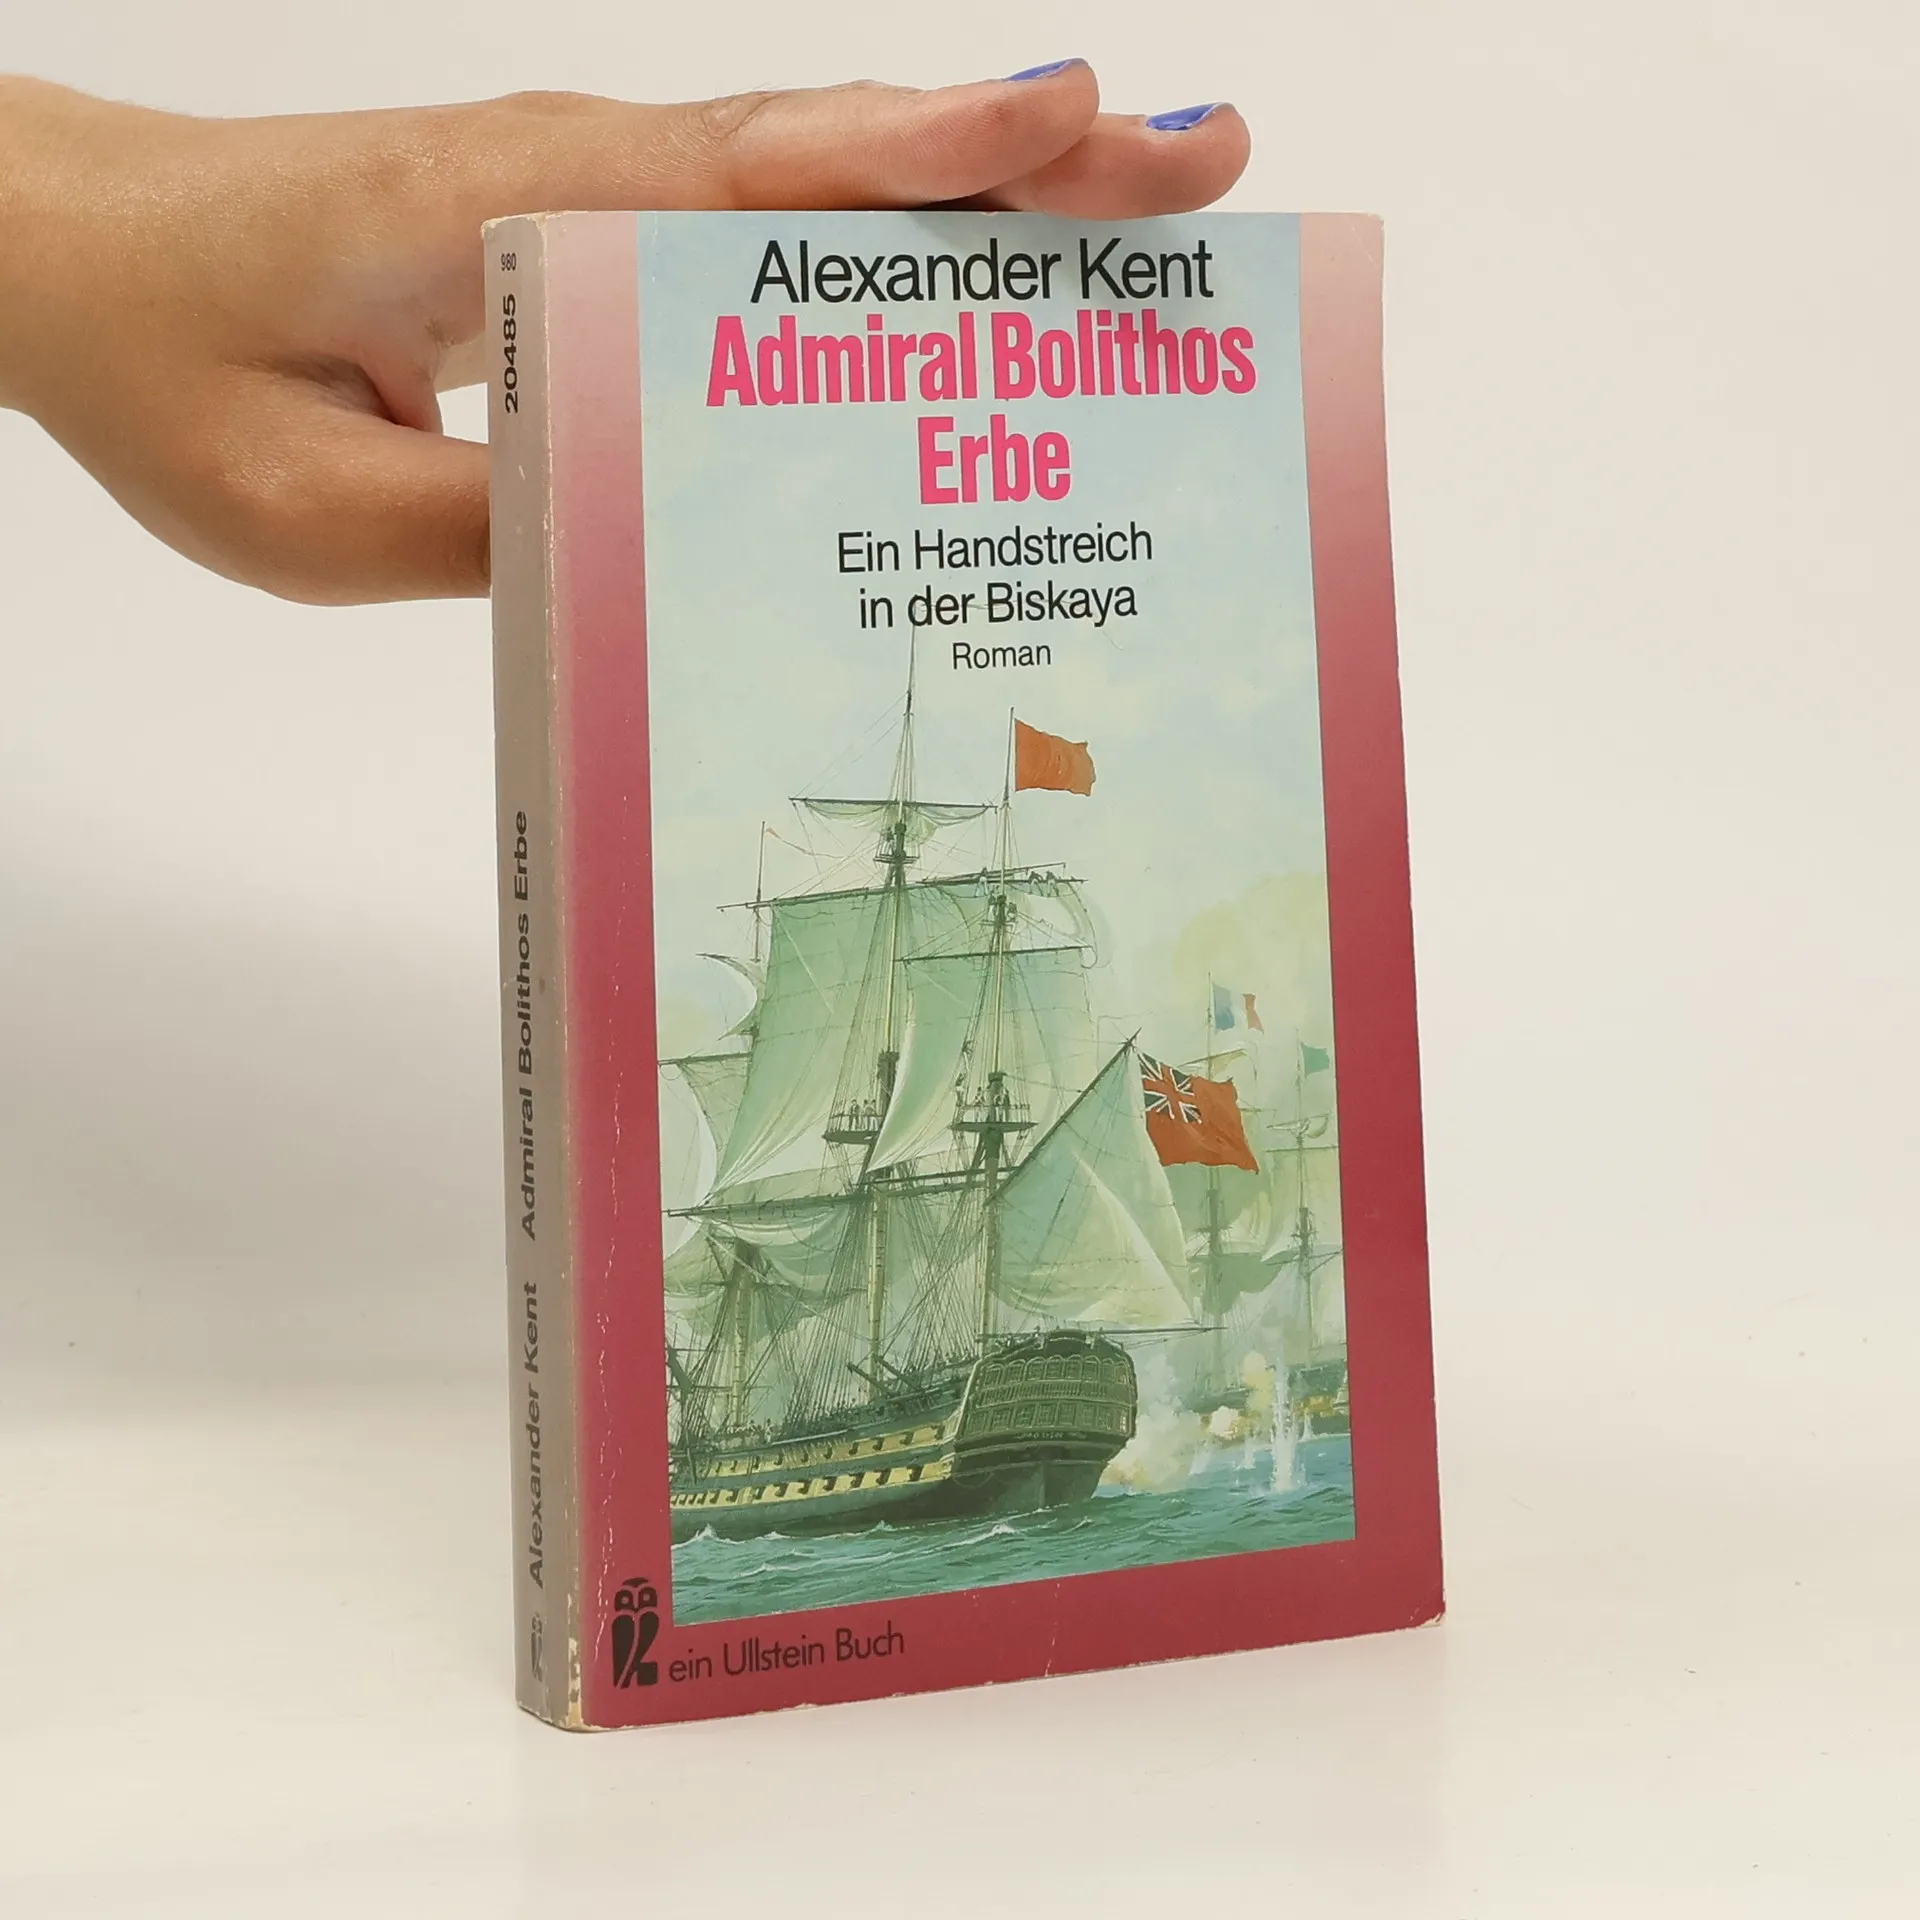 Alexander Kent
Admiral Bolithos
Erbe
Ein Handstreich
in der Biskaya
Roman
ein Ullstein Buch
Alexander Kent Admiral Bolithos Erbe 20485 980